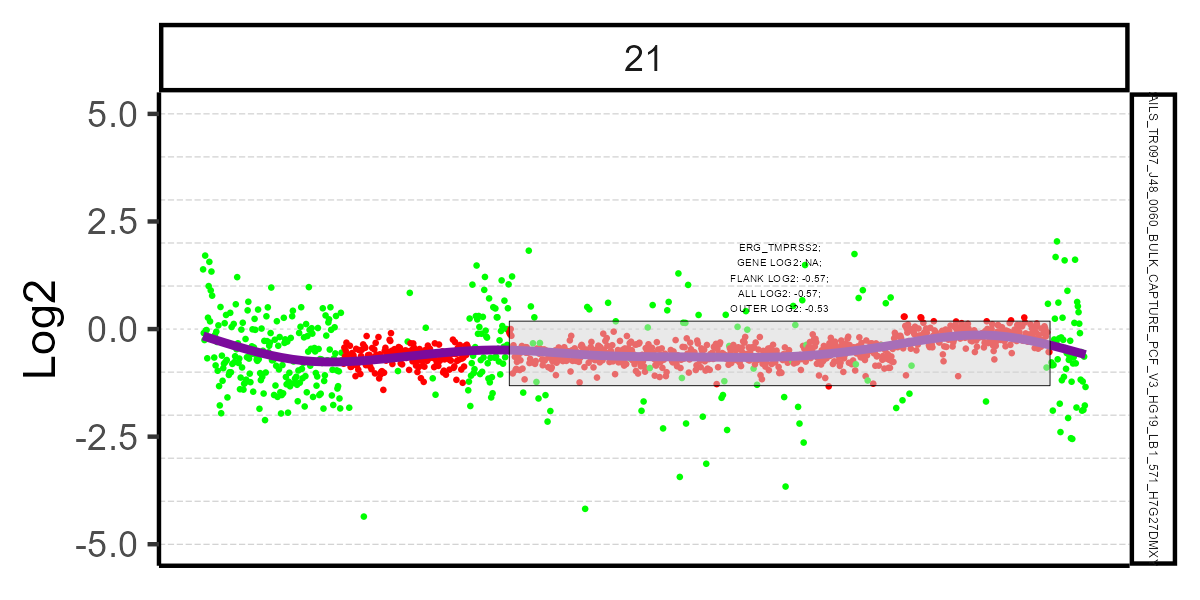 21
5.0
2.5
0.0
-2.5
-5.0
Log2
ERG_TMPRSS2;
GENE LOG2: NA;
FLANK LOG2: -0.57;
ALL LOG2: -0.57;
OUTER LOG2: -0.53
AILS_TR097_J48_0060_BULK_CAPTURE_PCF_V3_HG19_LB1_571_H7G27DMXY